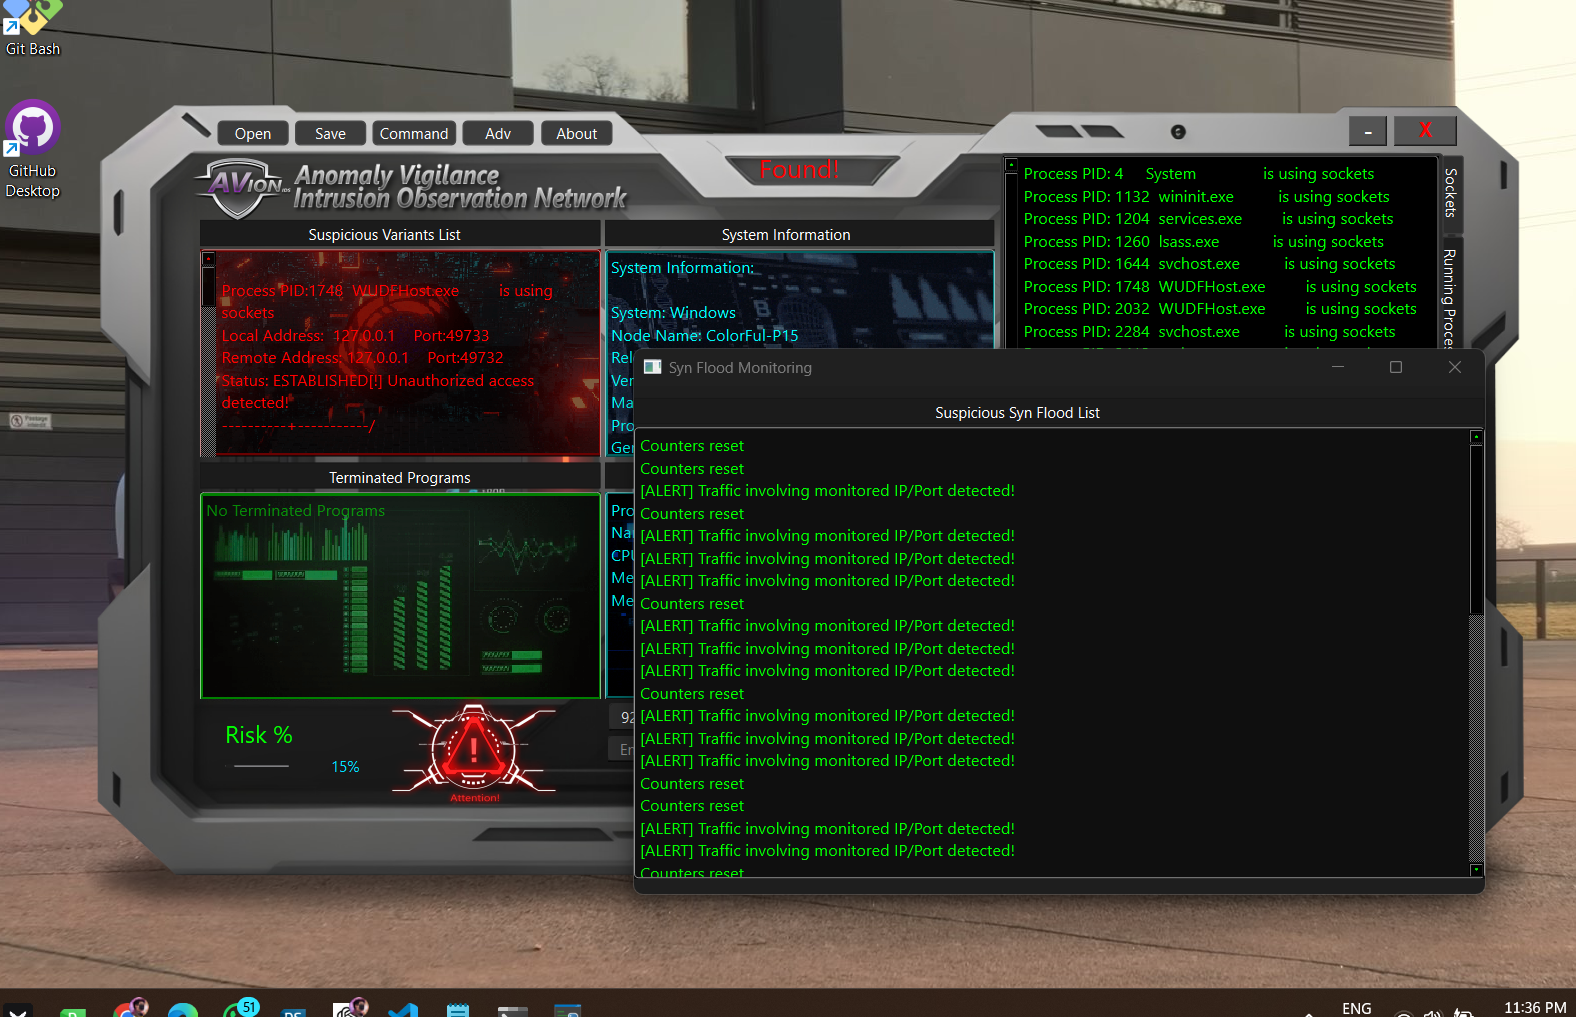 Git Bash
GitHub
Desktop
Open
Save
Command
Adv
About
-
X
Found!
AVION IDS
Anomaly Vigilance
Intrusion Observation Network
Suspicious Variants List
Process PID:1748 WUDFHost.exe is using
sockets
Local Address: 127.0.0.1 Port:49733
Remote Address: 127.0.0.1 Port:49732
Status: ESTABLISHED[!] Unauthorized access
detected!
----------+-----------/
System Information
System Information:
System: Windows
Node Name: ColorFul-P15
Rel
Ver
Ma
Pro
Ger
Process PID: 4 System is using sockets
Process PID: 1132 wininit.exe is using sockets
Process PID: 1204 services.exe is using sockets
Process PID: 1260 lsass.exe is using sockets
Process PID: 1644 svchost.exe is using sockets
Process PID: 1748 WUDFHost.exe is using sockets
Process PID: 2032 WUDFHost.exe is using sockets
Process PID: 2284 svchost.exe is using sockets
Sockets
Running Proces
Terminated Programs
No Terminated Programs
Pro
Na
CPU
Me
Me
Risk %
15%
Attention!
92
En
Syn Flood Monitoring
Suspicious Syn Flood List
Counters reset
Counters reset
[ALERT] Traffic involving monitored IP/Port detected!
Counters reset
[ALERT] Traffic involving monitored IP/Port detected!
[ALERT] Traffic involving monitored IP/Port detected!
[ALERT] Traffic involving monitored IP/Port detected!
Counters reset
[ALERT] Traffic involving monitored IP/Port detected!
[ALERT] Traffic involving monitored IP/Port detected!
[ALERT] Traffic involving monitored IP/Port detected!
Counters reset
[ALERT] Traffic involving monitored IP/Port detected!
[ALERT] Traffic involving monitored IP/Port detected!
[ALERT] Traffic involving monitored IP/Port detected!
Counters reset
Counters reset
[ALERT] Traffic involving monitored IP/Port detected!
[ALERT] Traffic involving monitored IP/Port detected!
Counters reset
51
ENG
11:36 PM